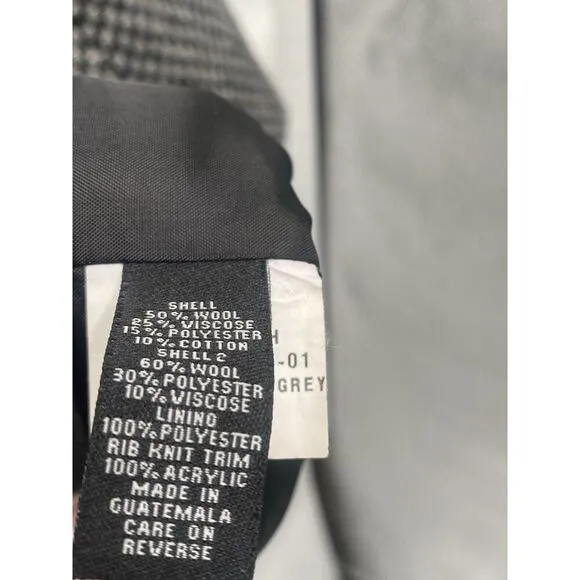 SHELL
50% WOOL
25% VISCOSE
15% POLYESTER
10% COTTON
SHELL 2
60% WOOL
30% POLYESTER
10% VISCOSE
LINING
100% POLYESTER
RIB KNIT TRIM
100% ACRYLIC
MADE IN
GUATEMALA
CARE ON
REVERSE
H
-01
GREY